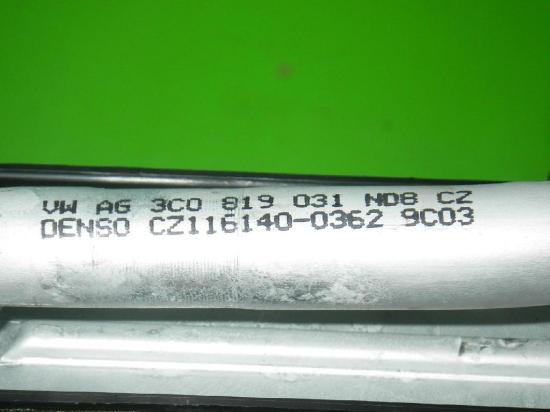 VW AG 3C0 819 031 ND8 CZ
DENSO CZ116140-0362 9C03